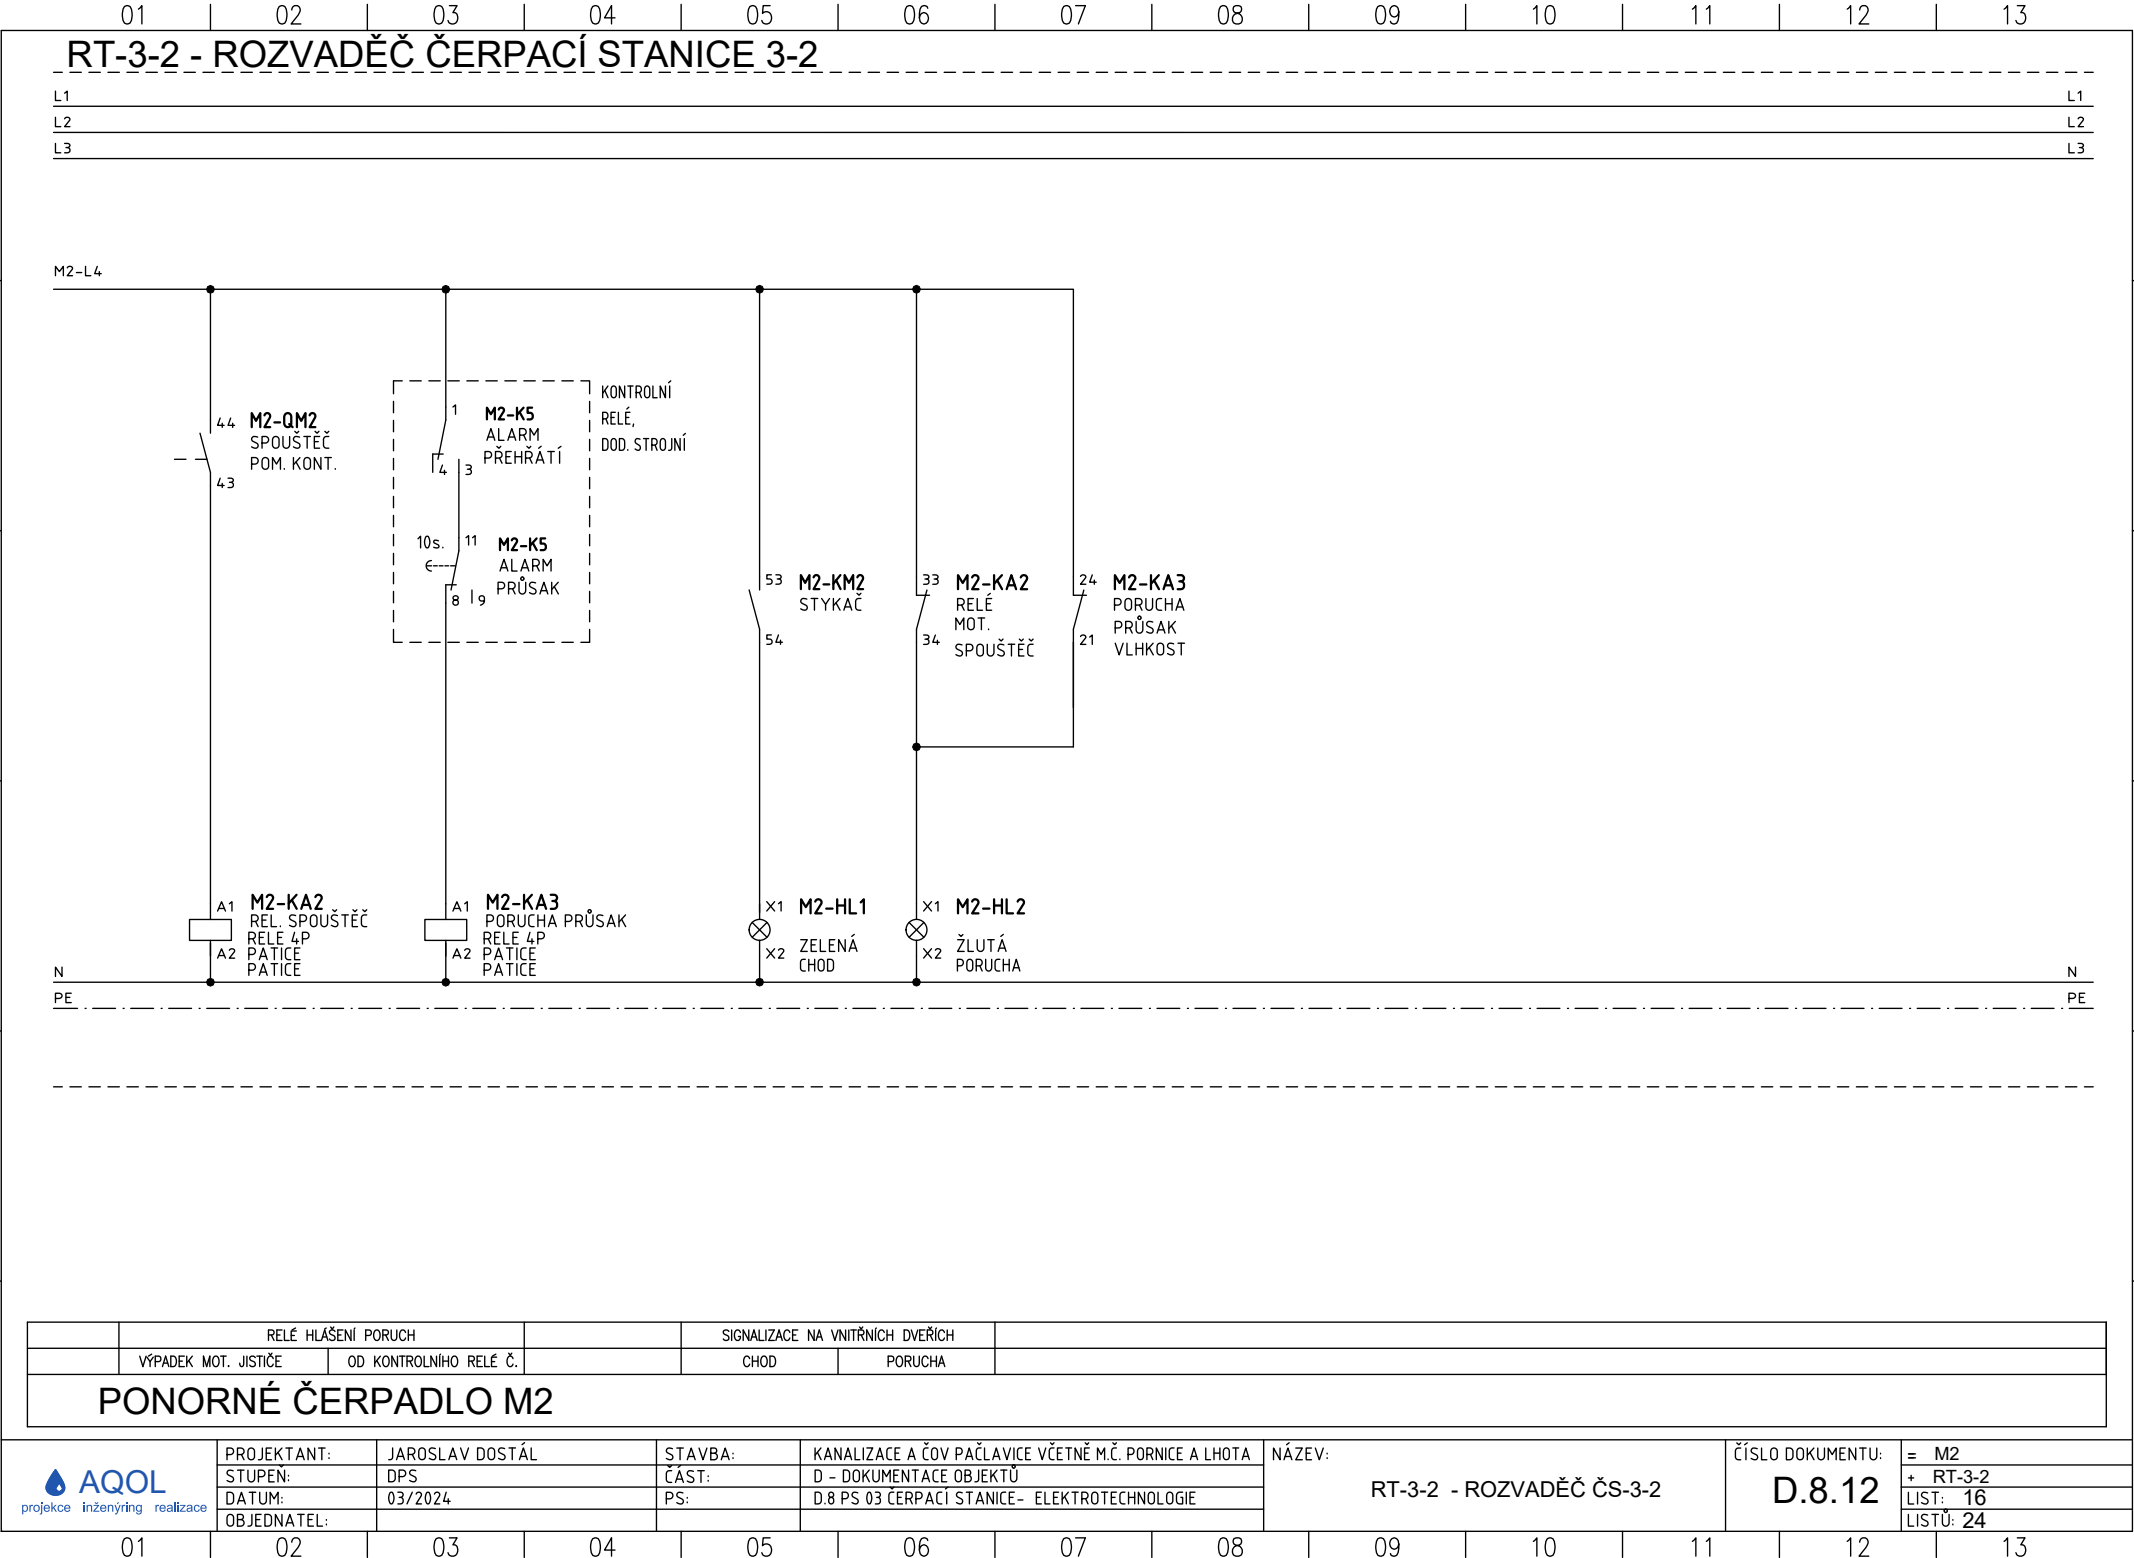 01 02 03 04 05 06 07 08 09 10 11 12 13
RT-3-2 - ROZVADĚČ ČERPACÍ STANICE 3-2
L1 L1
L2 L2
L3 L3
M2-L4
44 M2-QM2
SPOUŠTĚČ
POM. KONT.
43
1 M2-K5
ALARM
PŘEHŘÁTÍ
4 3
KONTROLNÍ
RELÉ,
DOD. STROJNÍ
10s. 11 M2-K5
ALARM
PRŮSAK
8 9
53 M2-KM2
STYKAČ
54
33 M2-KA2
RELÉ
MOT.
34 SPOUŠTĚČ
24 M2-KA3
PORUCHA
PRŮSAK
21 VLHKOST
A1 M2-KA2
REL. SPOUŠTĚČ
RELE 4P
A2 PATICE
PATICE
A1 M2-KA3
PORUCHA PRŮSAK
RELE 4P
A2 PATICE
PATICE
X1 M2-HL1
ZELENÁ
X2 CHOD
X1 M2-HL2
ŽLUTÁ
X2 PORUCHA
N N
PE PE
RELÉ HLÁŠENÍ PORUCH SIGNALIZACE NA VNITŘNÍCH DVEŘÍCH
VÝPADEK MOT. JISTIČE OD KONTROLNÍHO RELÉ Č. CHOD PORUCHA
PONORNÉ ČERPADLO M2
AQOL
projekce inženýring realizace
PROJEKTANT: JAROSLAV DOSTÁL
STUPEŇ: DPS
DATUM: 03/2024
OBJEDNATEL:
STAVBA: KANALIZACE A ČOV PAČLAVICE VČETNĚ M.Č. PORNICE A LHOTA
ČÁST: D - DOKUMENTACE OBJEKTŮ
PS: D.8 PS 03 ČERPACÍ STANICE- ELEKTROTECHNOLOGIE
NÁZEV:
RT-3-2 - ROZVADĚČ ČS-3-2
ČÍSLO DOKUMENTU:
D.8.12
= M2
+ RT-3-2
LIST: 16
LISTŮ: 24
01 02 03 04 05 06 07 08 09 10 11 12 13